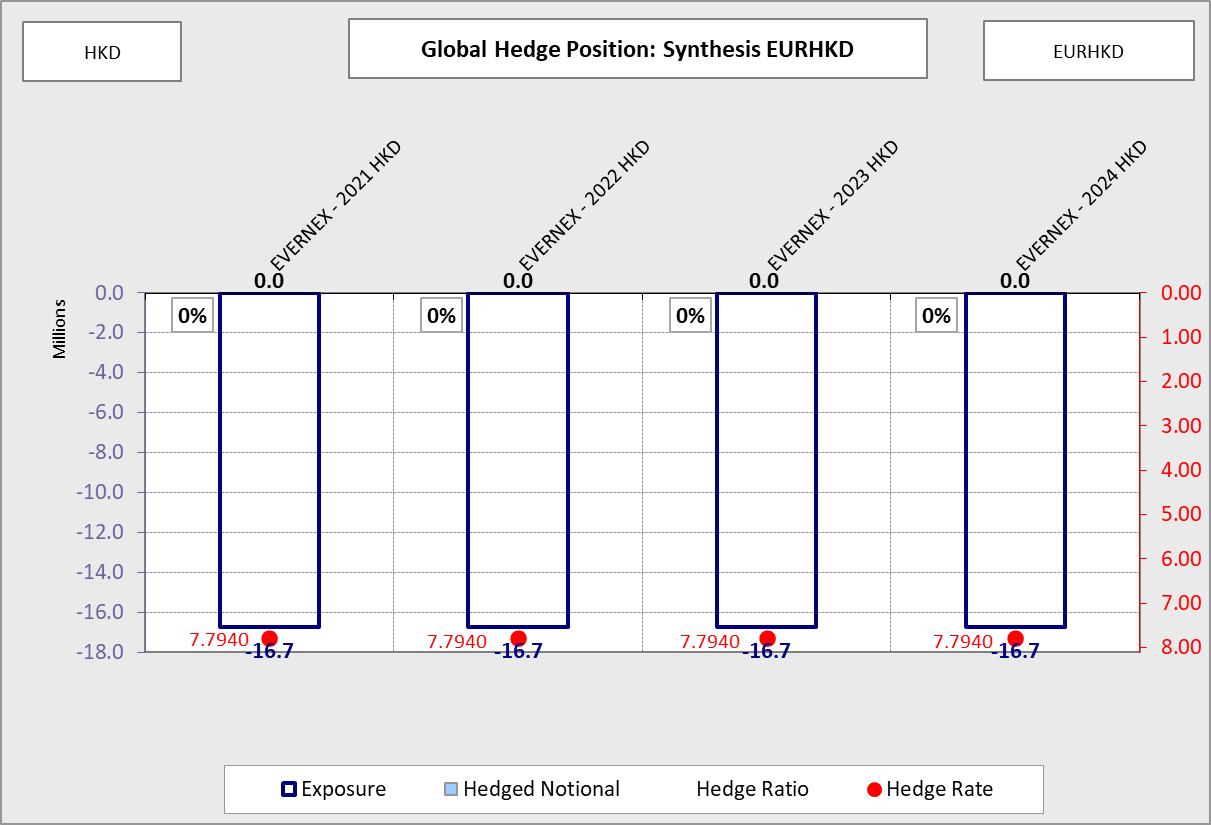 HKD
Global Hedge Position: Synthesis EURHKD
EURHKD
EVERNEX - 2021 HKD
EVERNEX - 2022 HKD
EVERNEX - 2023 HKD
EVERNEX - 2024 HKD
0.0
0.0
0.0
0.0
Millions
0.0
-2.0
-4.0
-6.0
-8.0
-10.0
-12.0
-14.0
-16.0
-18.0
0%
0%
0%
0%
7.7940
7.7940
7.7940
7.7940
-16.7
-16.7
-16.7
-16.7
0.00
1.00
2.00
3.00
4.00
5.00
6.00
7.00
8.00
Exposure
Hedged Notional
Hedge Ratio
Hedge Rate